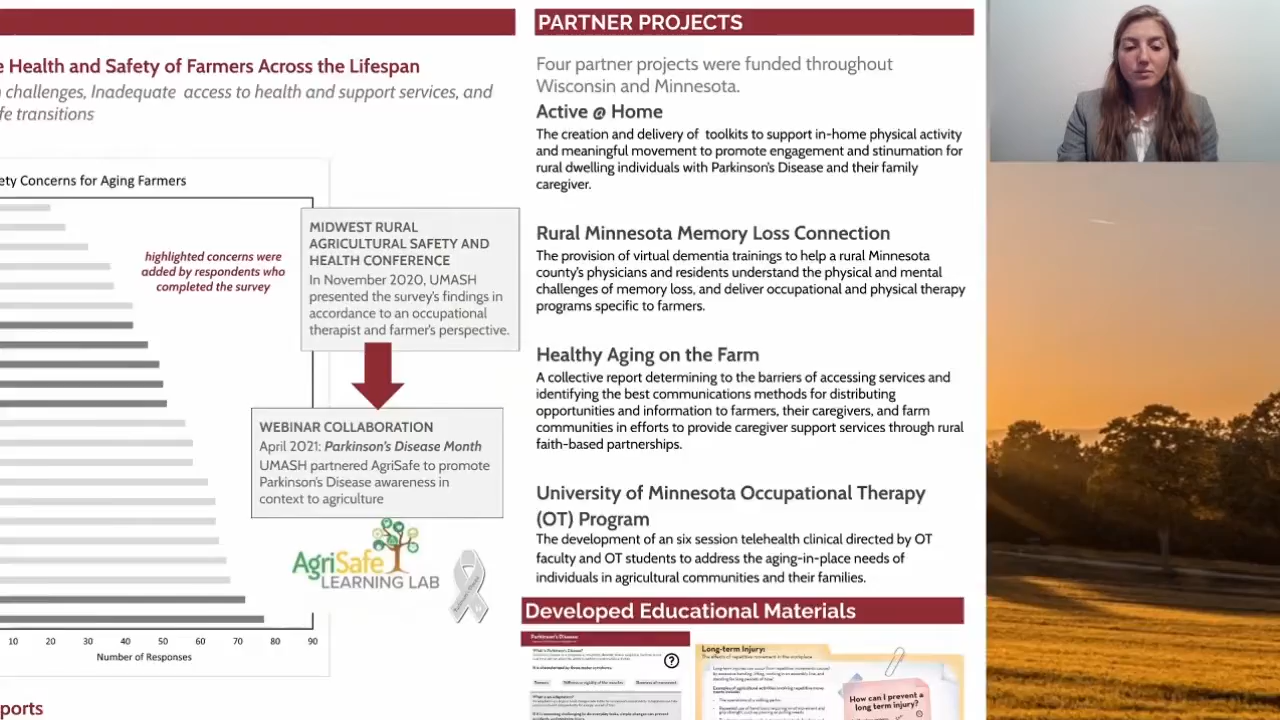 e Health and Safety of Farmers Across the Lifespan
n challenges, Inadequate access to health and support services, and
fe transitions
ety Concerns for Aging Farmers
highlighted concerns were
added by respondents who
completed the survey
MIDWEST RURAL
AGRICULTURAL SAFETY AND
HEALTH CONFERENCE
In November 2020, UMASH
presented the survey's findings in
accordance to an occupational
therapist and farmer's perspective.
WEBINAR COLLABORATION
April 2021: Parkinson's Disease Month
UMASH partnered AgriSafe to promote
Parkinson's Disease awareness in
context to agriculture
AgriSafe
LEARNING LAB
10 20 30 40 50 60 70 80 90
Number of Responses
PARTNER PROJECTS
Four partner projects were funded throughout
Wisconsin and Minnesota.
Active @ Home
The creation and delivery of toolkits to support in-home physical activity
and meaningful movement to promote engagement and stinumation for
rural dwelling individuals with Parkinson's Disease and their family
caregiver.
Rural Minnesota Memory Loss Connection
The provision of virtual dementia trainings to help a rural Minnesota
county's physicians and residents understand the physical and mental
challenges of memory loss, and deliver occupational and physical therapy
programs specific to farmers.
Healthy Aging on the Farm
A collective report determining to the barriers of accessing services and
identifying the best communications methods for distributing
opportunities and information to farmers, their caregivers, and farm
communities in efforts to provide caregiver support services through rural
faith-based partnerships.
University of Minnesota Occupational Therapy
(OT) Program
The development of an six session telehealth clinical directed by OT
faculty and OT students to address the aging-in-place needs of
individuals in agricultural communities and their families.
Developed Educational Materials
Parkinson's Disease
What is Parkinson's Disease?
?
Long-term Injury:
The effects of repetitive movement in the workplace
How can I prevent a
long term injury?